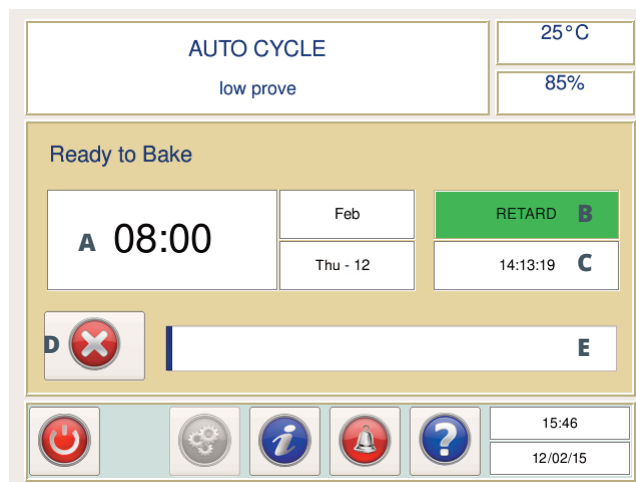 AUTO CYCLE
low prove
25°C
85%
Ready to Bake
A 08:00
Feb
Thu - 12
RETARD B
14:13:19 C
D
E
i
?
15:46
12/02/15